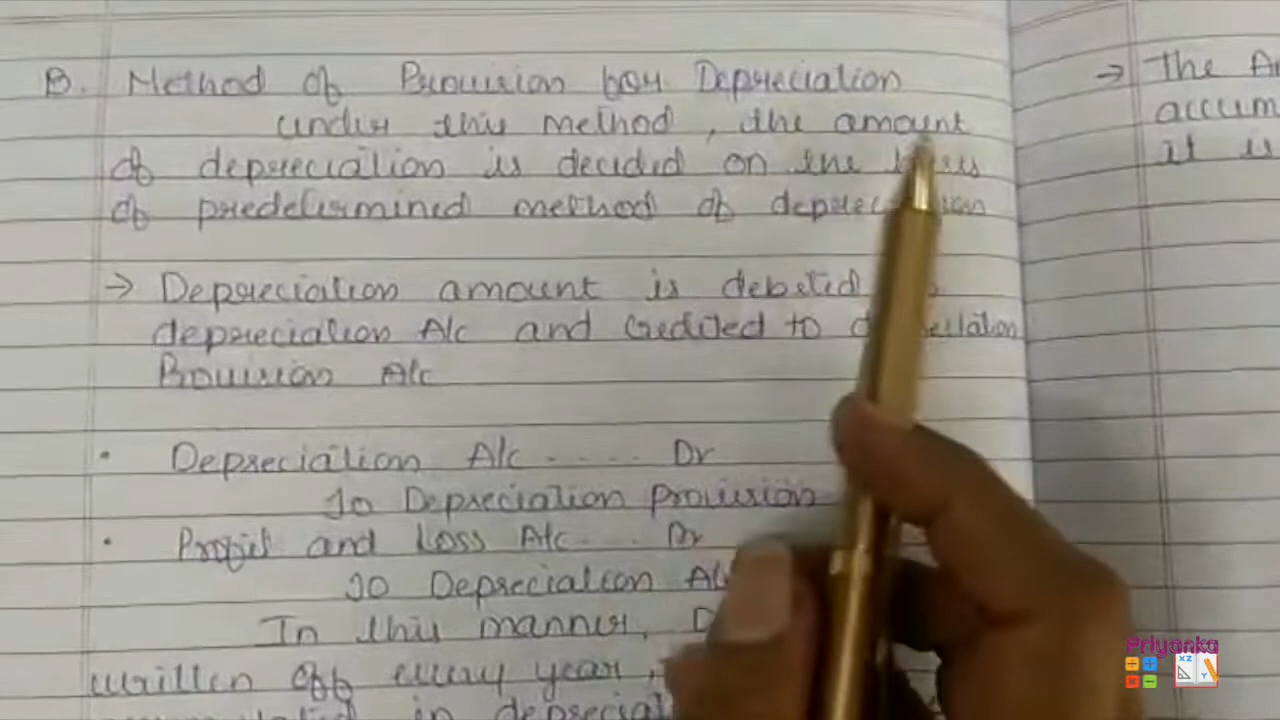 B. Method of Provision for Depreciation
under this method, the amount
of depreciation is decided on the
of predetermined method of
→ Depreciation amount is debited
depreciation A/c and credited to
Provision A/c
• Depreciation A/c ..... Dr
To Depreciation provision
• Profit and Loss A/c ... Dr
To Depreciation A/c
In this manner,
written off every year,
in
→ The
it is
Priyanka